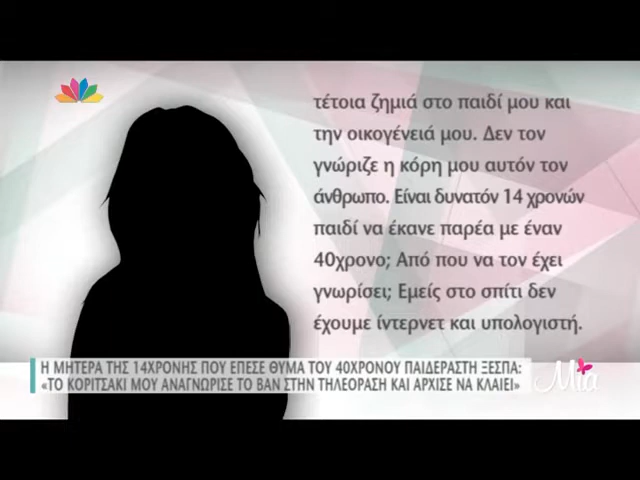 τέτοια ζημιά στο παιδί μου και
την οικογένειά μου. Δεν τον
γνώριζε η κόρη μου αυτόν τον
άνθρωπο. Είναι δυνατόν 14 χρονών
παιδί να έκανε παρέα με έναν
40χρονο; Από που να τον έχει
γνωρίσει; Εμείς στο σπίτι δεν
έχουμε ίντερνετ και υπολογιστή.
Η ΜΗΤΕΡΑ ΤΗΣ 14ΧΡΟΝΗΣ ΠΟΥ ΕΠΕΣΕ ΘΥΜΑ ΤΟΥ 40ΧΡΟΝΟΥ ΠΑΙΔΕΡΑΣΤΗ ΞΕΣΠΑ:
«ΤΟ ΚΟΡΙΤΣΑΚΙ ΜΟΥ ΑΝΑΓΝΩΡΙΣΕ ΤΟ ΒΑΝ ΣΤΗΝ ΤΗΛΕΟΡΑΣΗ ΚΑΙ ΑΡΧΙΣΕ ΝΑ ΚΛΑΙΕΙ»
Μία